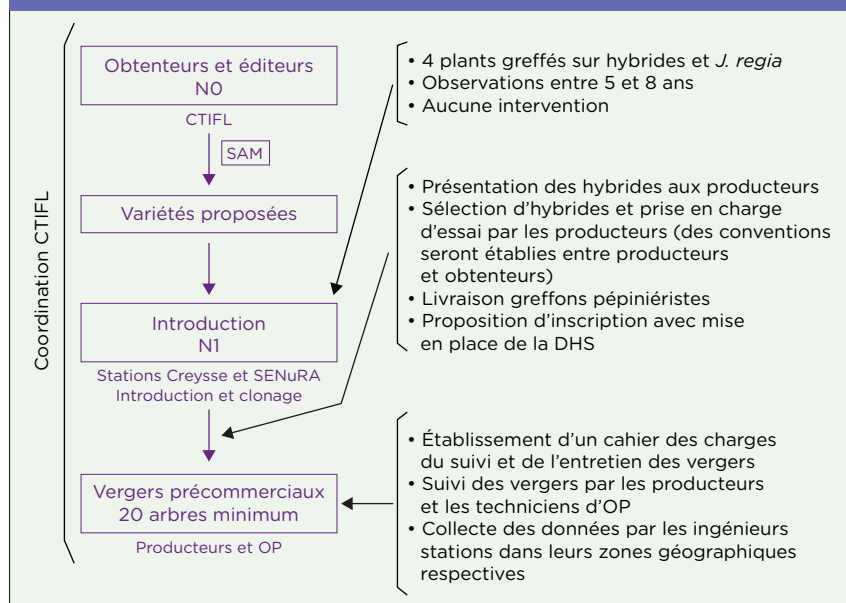 Coordination CTIFL
Obtenteurs et éditeurs
N0
CTIFL
SAM
Variétés proposées
Introduction
N1
Stations Creysse et SENuRA
Introduction et clonage
Vergers précommerciaux
20 arbres minimum
Producteurs et OP
• 4 plants greffés sur hybrides et J. regia
• Observations entre 5 et 8 ans
• Aucune intervention
• Présentation des hybrides aux producteurs
• Sélection d’hybrides et prise en charge
d’essai par les producteurs (des conventions
seront établies entre producteurs
et obtenteurs)
• Livraison greffons pépiniéristes
• Proposition d’inscription avec mise
en place de la DHS
• Établissement d’un cahier des charges
du suivi et de l’entretien des vergers
• Suivi des vergers par les producteurs
et les techniciens d’OP
• Collecte des données par les ingénieurs
stations dans leurs zones géographiques
respectives